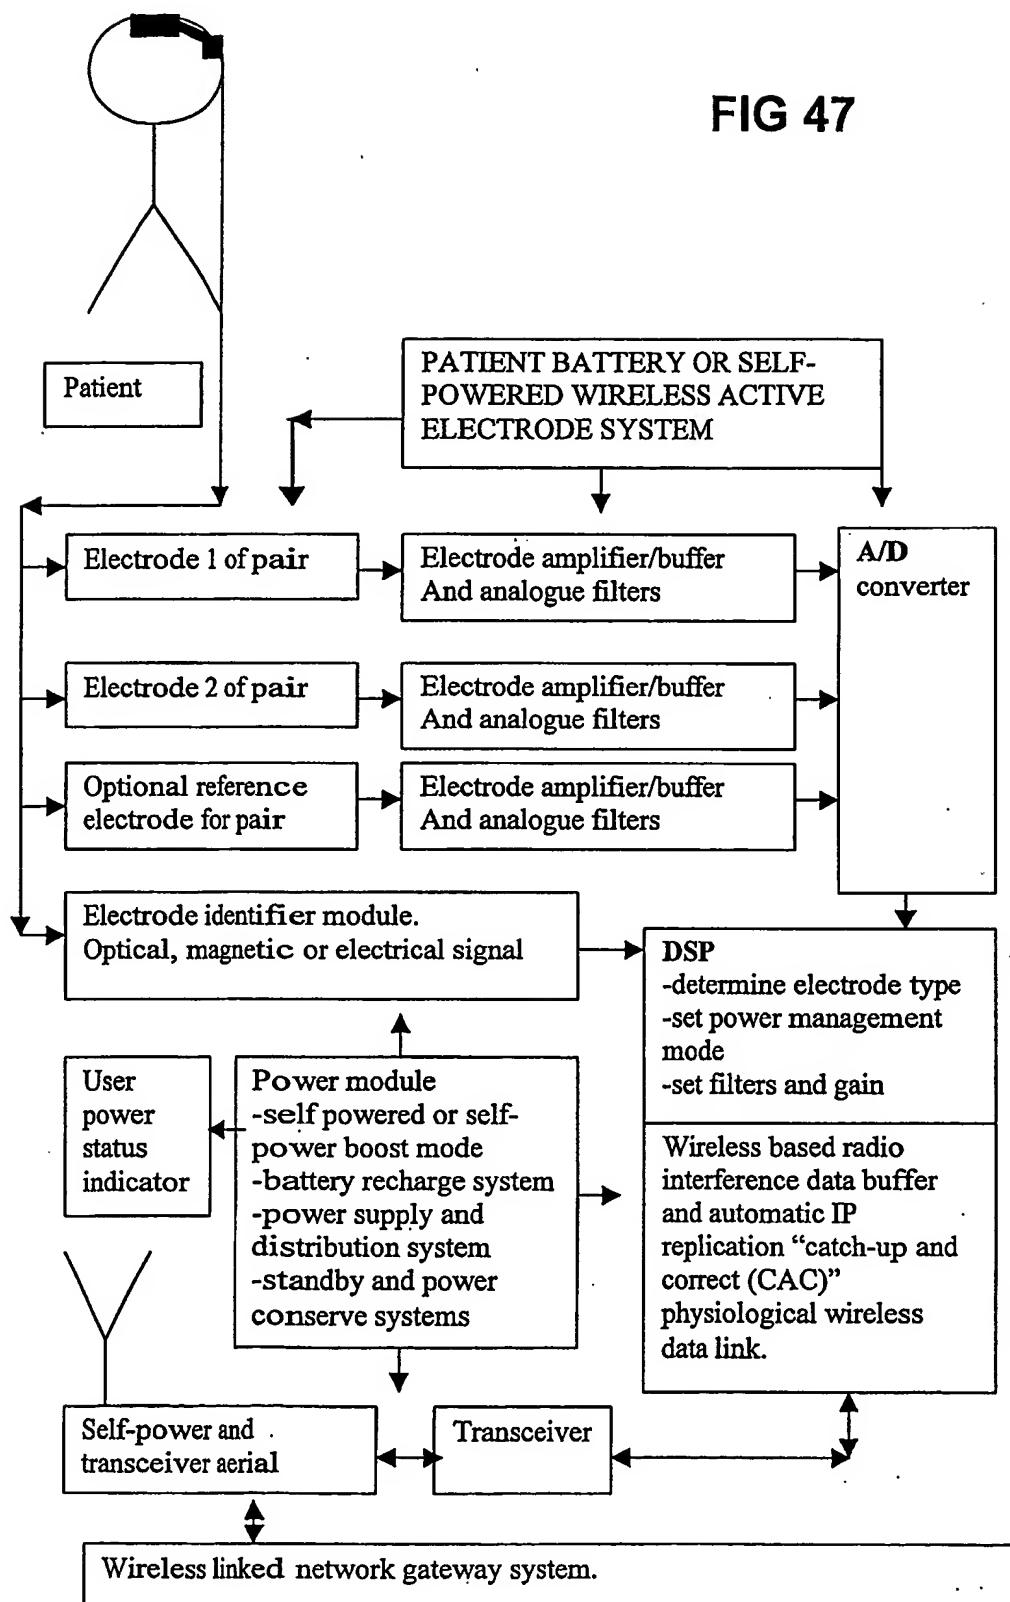 FIG 47
Patient
PATIENT BATTERY OR SELF-
POWERED WIRELESS ACTIVE
ELECTRODE SYSTEM
Electrode 1 of pair
Electrode amplifier/buffer
And analogue filters
A/D
converter
Electrode 2 of pair
Electrode amplifier/buffer
And analogue filters
Optional reference
electrode for pair
Electrode amplifier/buffer
And analogue filters
Electrode identifier module.
Optical, magnetic or electrical signal
DSP
-determine electrode type
-set power management
mode
-set filters and gain
User
power
status
indicator
Power module
-self powered or self-
power boost mode
-battery recharge system
-power supply and
distribution system
-standby and power
conserve systems
Wireless based radio
interference data buffer
and automatic IP
replication “catch-up and
correct (CAC)”
physiological wireless
data link.
Self-power and
transceiver aerial
Transceiver
Wireless linked network gateway system.